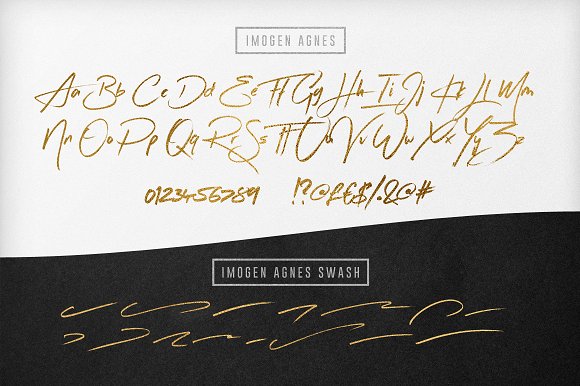 IMOGEN AGNES
Aa Bb Cc Dd Ee Ff Gg Hh Ii Jj Kk Ll Mm
Nn Oo Pp Qq Rr Ss Tt Uu Vv Ww Xx Yy Zz
0123456789 !?@£€$/.&@#
IMOGEN AGNES SWASH